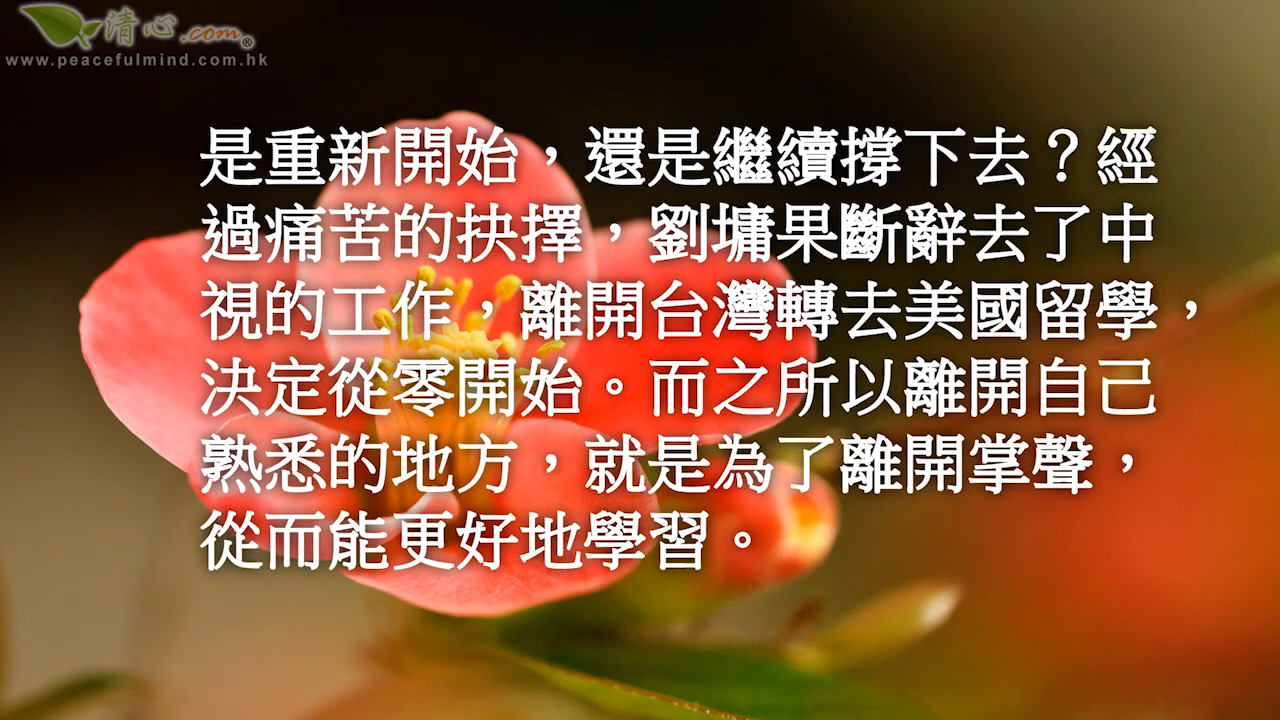 清心.com®
www.peacefulmind.com.hk
是重新開始，還是繼續撐下去？經
過痛苦的抉擇，劉墉果斷辭去了中
視的工作，離開台灣轉去美國留學，
決定從零開始。而之所以離開自己
熟悉的地方，就是為了離開掌聲，
從而能更好地學習。